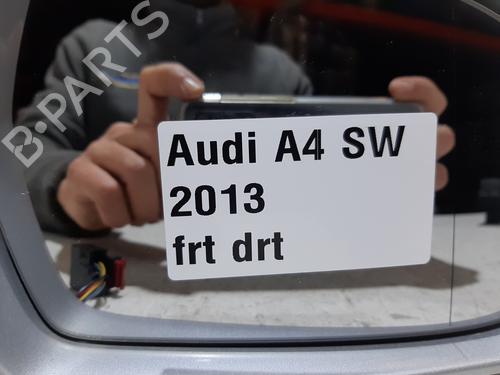 B-PARTS
Audi A4 SW
2013
frt drt